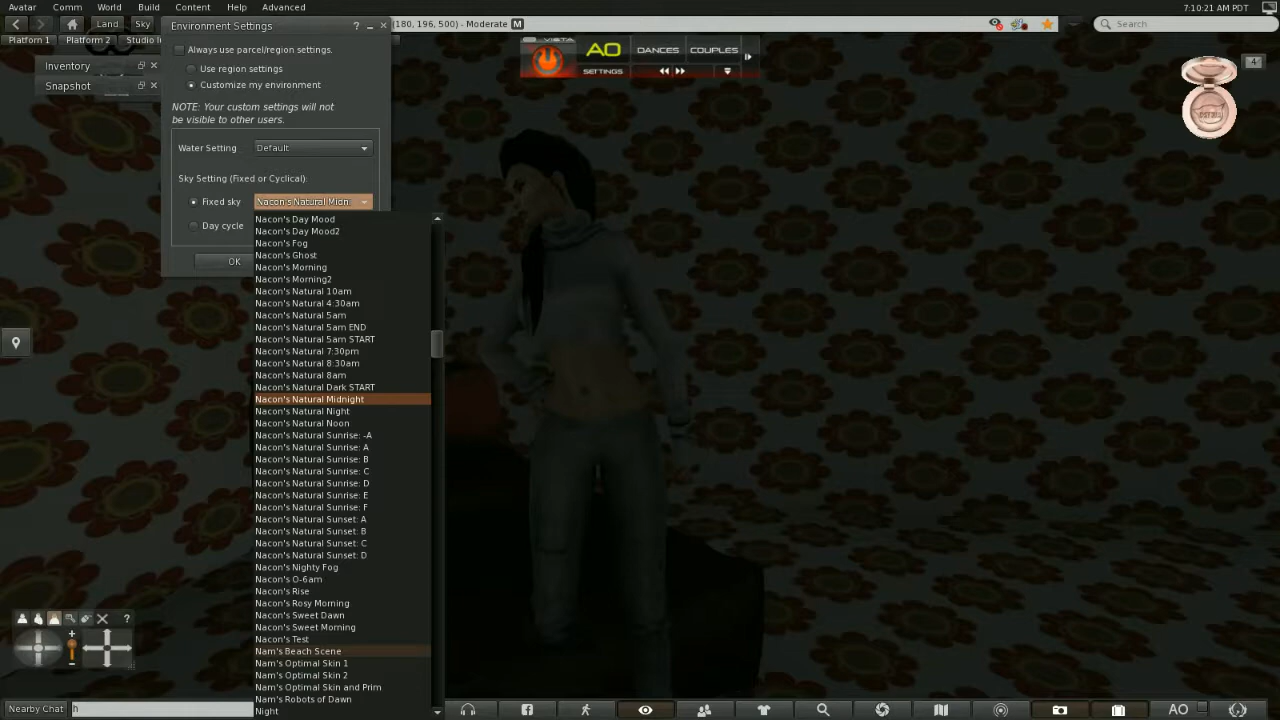 Avatar Comm World Build Content Help Advanced 7:10:21 AM PDT
Land Sky (180, 196, 500) - Moderate M Search
Platforn 1 Platform 2 Studio l
Environment Settings ?
Inventory
Snapshot
Always use parcel/region settings.
Use region settings
Customize my environment
NOTE: Your custom settings will not
be visible to other users.
Water Setting Default
Sky Setting (Fixed or Cyclical):
Fixed sky Nacon's Natural Midn
Day cycle
OK
VISTA
AO DANCES COUPLES
SETTINGS
4
Nacon's Day Mood
Nacon's Day Mood2
Nacon's Fog
Nacon's Ghost
Nacon's Morning
Nacon's Morning2
Nacon's Natural 10am
Nacon's Natural 4:30am
Nacon's Natural 5am
Nacon's Natural 5am END
Nacon's Natural 5am START
Nacon's Natural 7:30pm
Nacon's Natural 8:30am
Nacon's Natural 8am
Nacon's Natural Dark START
Nacon's Natural Midnight
Nacon's Natural Night
Nacon's Natural Noon
Nacon's Natural Sunrise: -A
Nacon's Natural Sunrise: A
Nacon's Natural Sunrise: B
Nacon's Natural Sunrise: C
Nacon's Natural Sunrise: D
Nacon's Natural Sunrise: E
Nacon's Natural Sunrise: F
Nacon's Natural Sunset: A
Nacon's Natural Sunset: B
Nacon's Natural Sunset: C
Nacon's Natural Sunset: D
Nacon's Nighty Fog
Nacon's O-6am
Nacon's Rise
Nacon's Rosy Morning
Nacon's Sweet Dawn
Nacon's Sweet Morning
Nacon's Test
Nam's Beach Scene
Nam's Optimal Skin 1
Nam's Optimal Skin 2
Nam's Optimal Skin and Prim
Nam's Robots of Dawn
Night
?
Nearby Chat h
AO